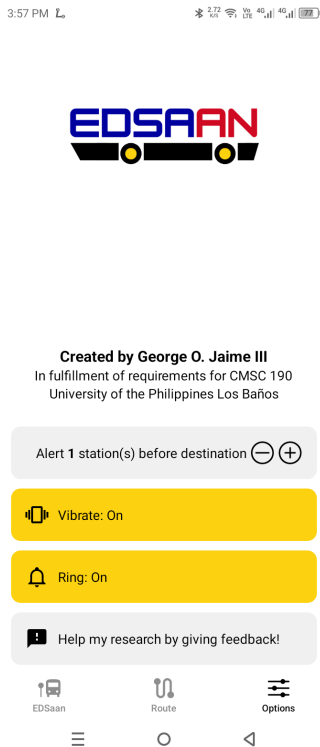 3:57 PM
2.72
K/S
Vo
LTE
4G
4G
77
EDSAAN
Created by George O. Jaime III
In fulfillment of requirements for CMSC 190
University of the Philippines Los Baños
Alert 1 station(s) before destination
Vibrate: On
Ring: On
Help my research by giving feedback!
EDSaan
Route
Options